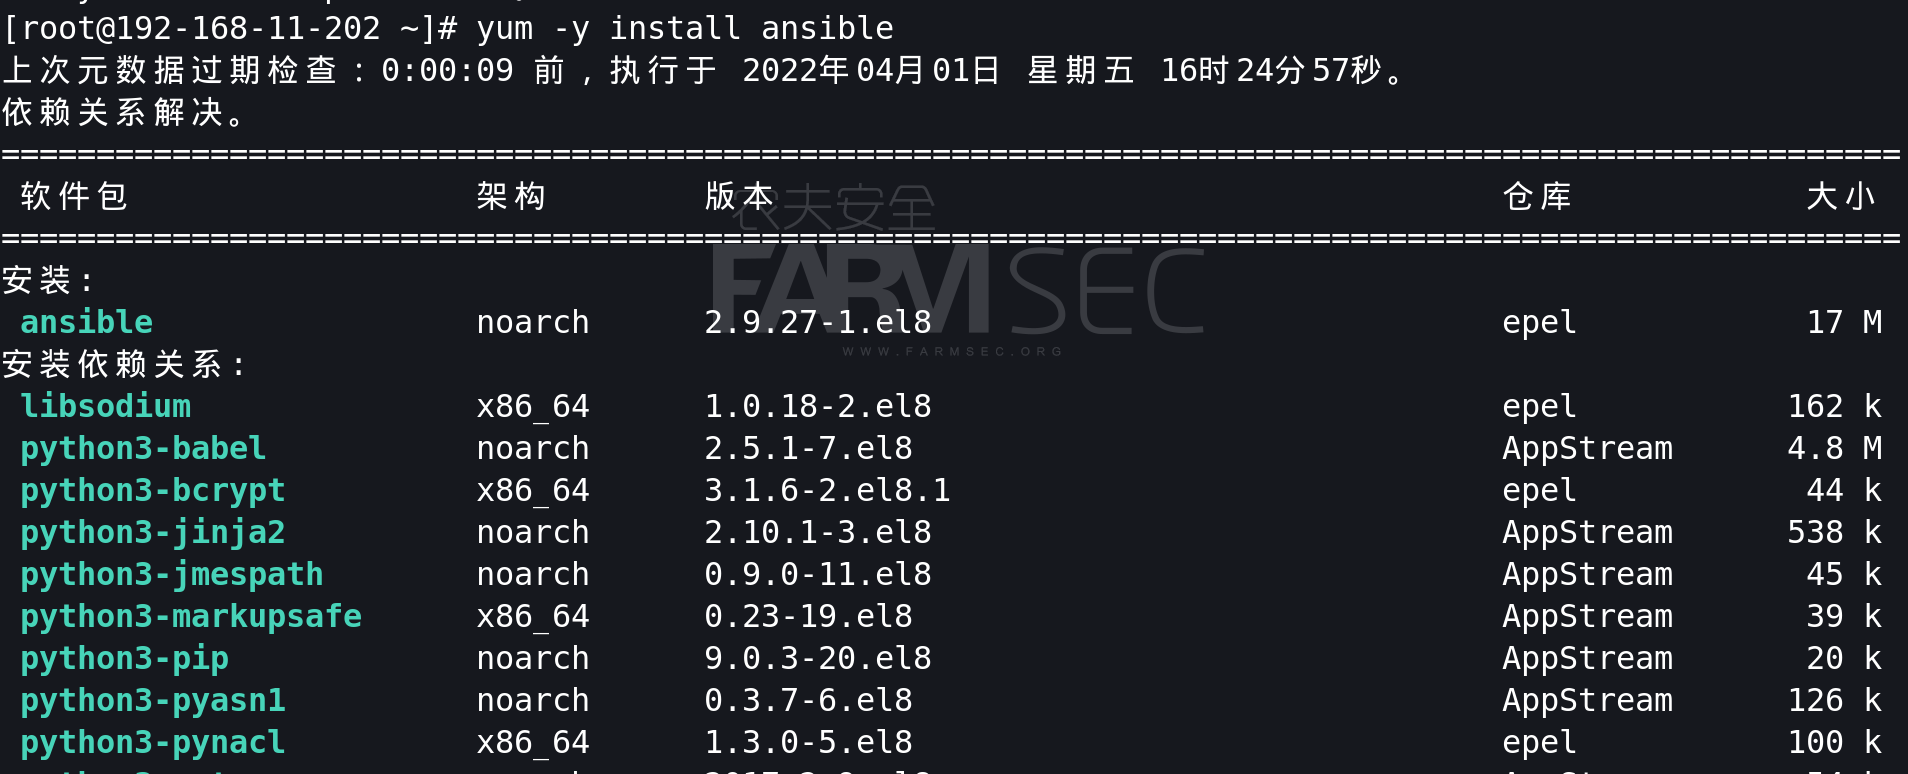 [root@192-168-11-202 ~]# yum -y install ansible
上次元数据过期检查：0:00:09 前，执行于 2022年04月01日 星期五 16时24分57秒。
依赖关系解决。
====================================================================================================
软件包 架构 版本 仓库 大小
====================================================================================================
安装:
ansible noarch 2.9.27-1.el8 epel 17 M
安装依赖关系:
libsodium x86_64 1.0.18-2.el8 epel 162 k
python3-babel noarch 2.5.1-7.el8 AppStream 4.8 M
python3-bcrypt x86_64 3.1.6-2.el8.1 epel 44 k
python3-jinja2 noarch 2.10.1-3.el8 AppStream 538 k
python3-jmespath noarch 0.9.0-11.el8 AppStream 45 k
python3-markupsafe x86_64 0.23-19.el8 AppStream 39 k
python3-pip noarch 9.0.3-20.el8 AppStream 20 k
python3-pyasn1 noarch 0.3.7-6.el8 AppStream 126 k
python3-pynacl x86_64 1.3.0-5.el8 epel 100 k
农夫安全
FARMSEC
WWW.FARMSEC.ORG